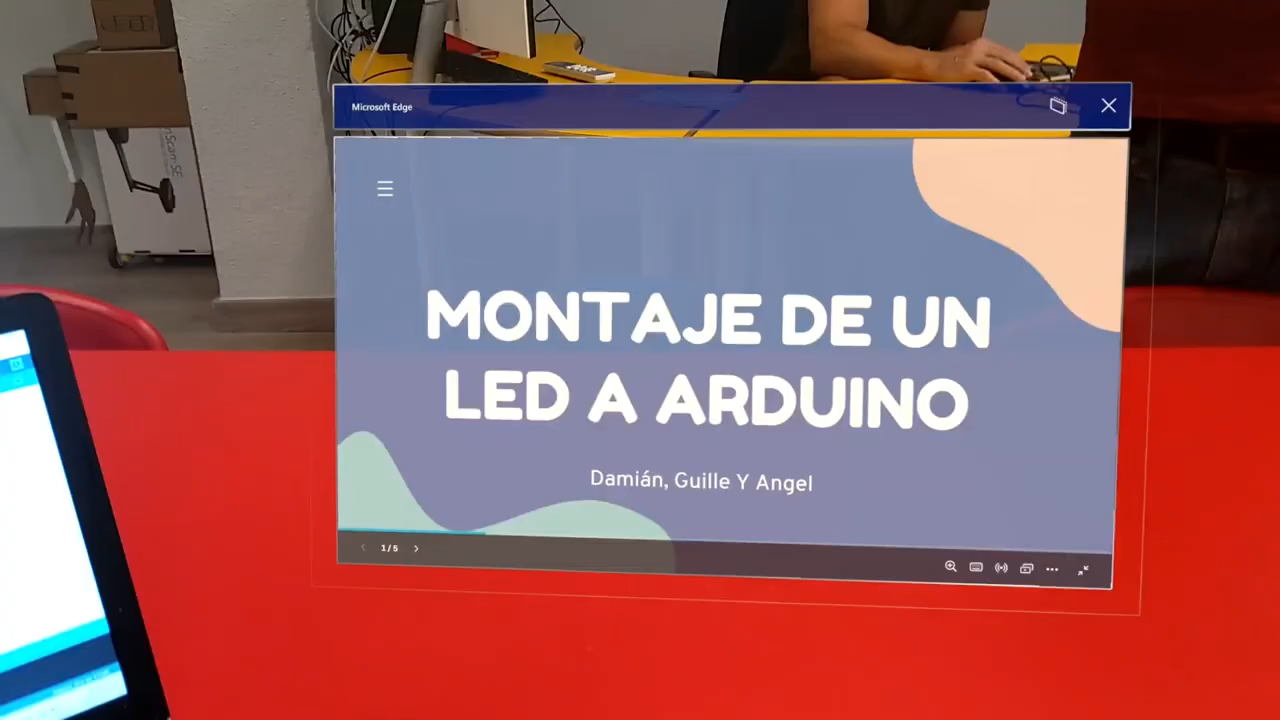 Microsoft Edge
MONTAJE DE UN
LED A ARDUINO
Damián, Guille Y Angel
1/5